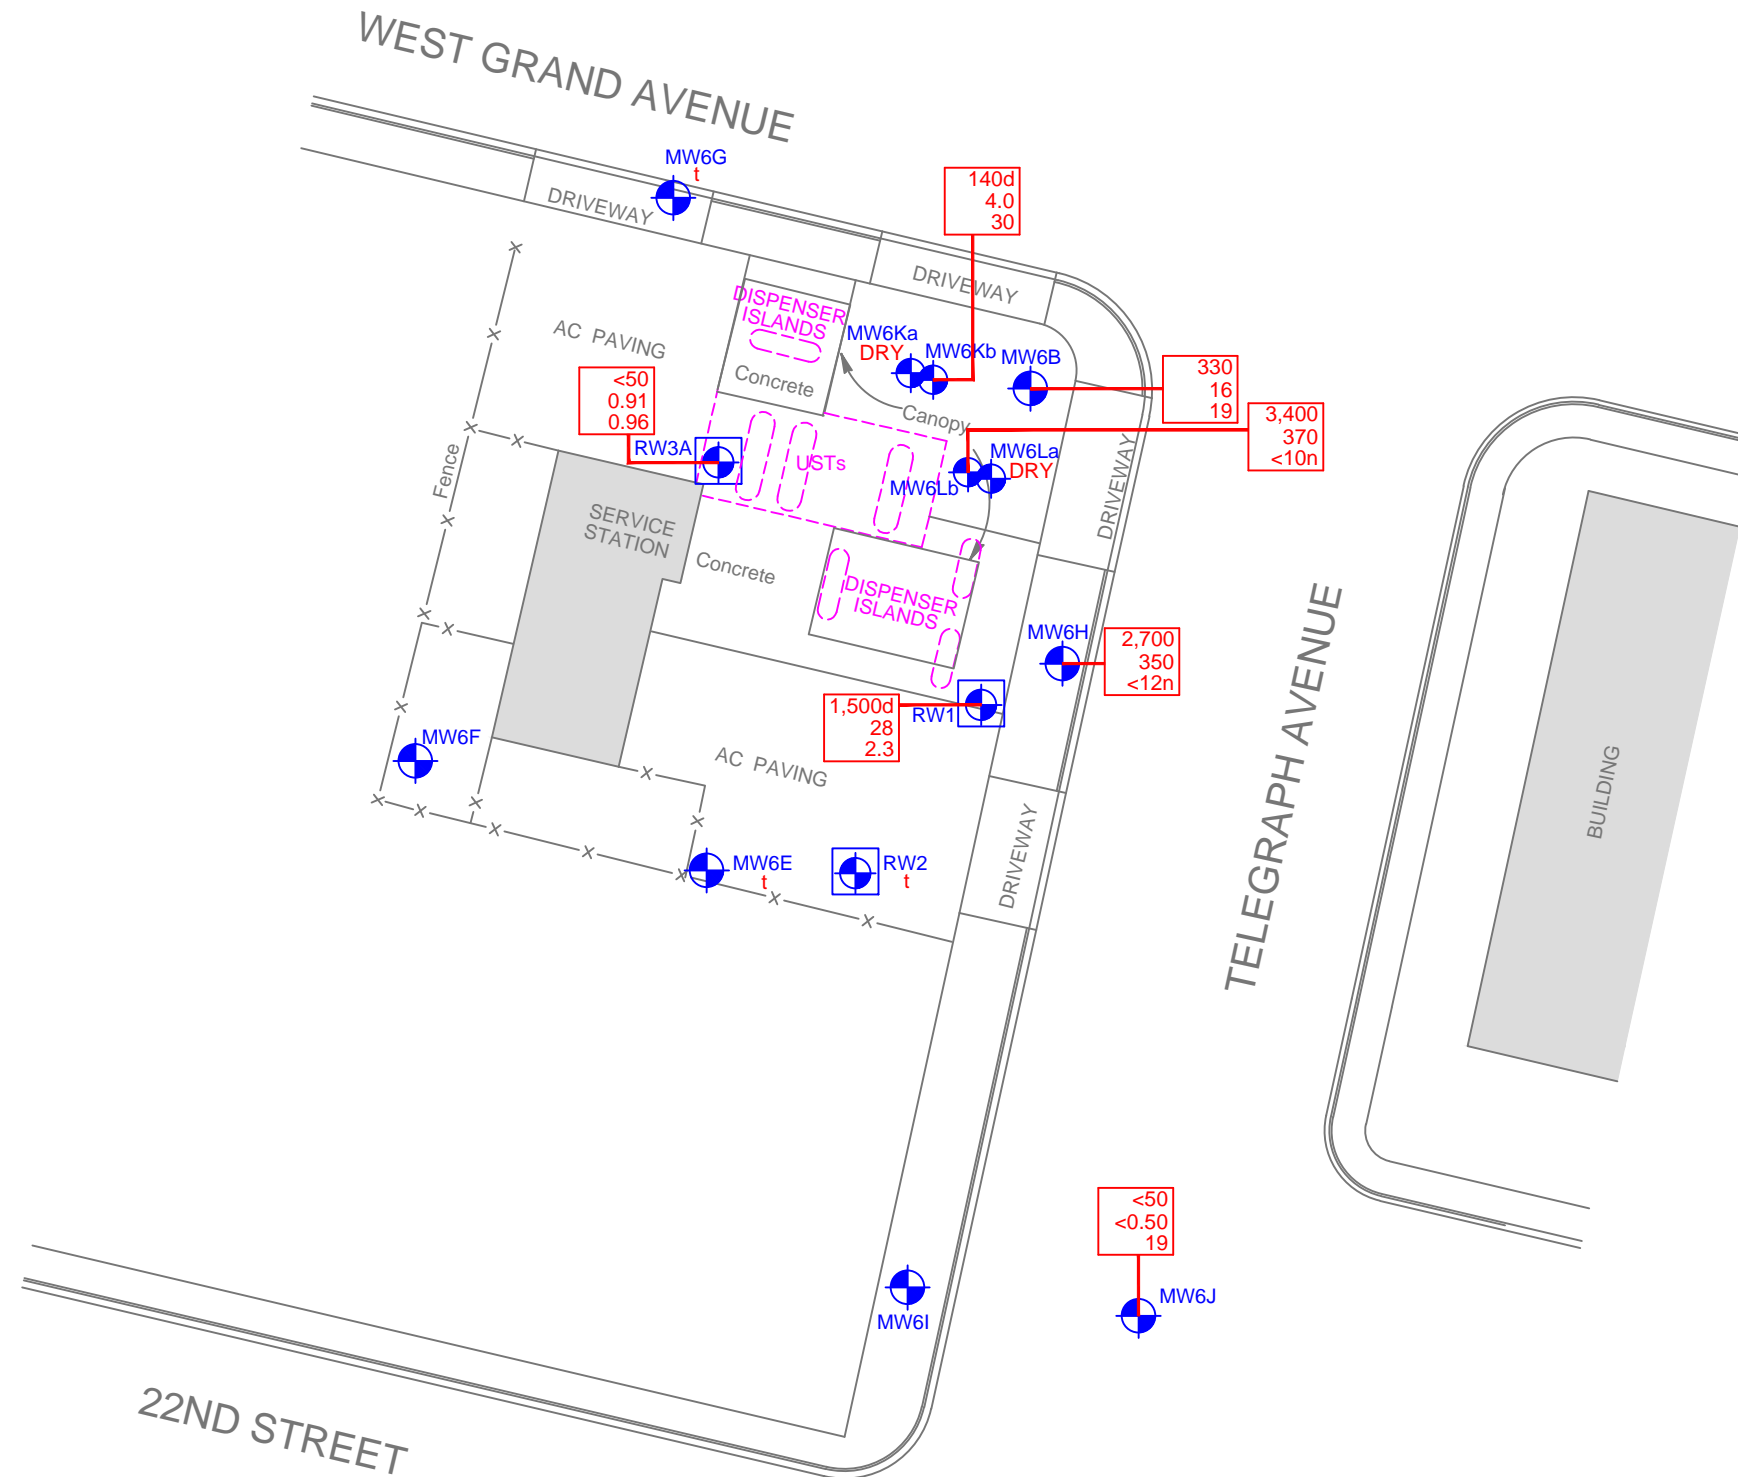 WEST GRAND AVENUE
MW6G
t
DRIVEWAY
140d
4.0
30
DRIVEWAY
DISPENSER
ISLANDS
AC PAVING
MW6Ka
DRY
MW6Kb
MW6B
330
16
19
<50
0.91
0.96
Concrete
Canopy
3,400
370
<10n
RW3A
USTs
MW6La
DRY
MW6Lb
DRIVEWAY
Fence
SERVICE
STATION
Concrete
DISPENSER
ISLANDS
MW6H
2,700
350
<12n
1,500d
28
2.3
RW1
MW6F
AC PAVING
TELEGRAPH AVENUE
BUILDING
DRIVEWAY
MW6E
t
RW2
t
<50
<0.50
19
MW6I
MW6J
22ND STREET